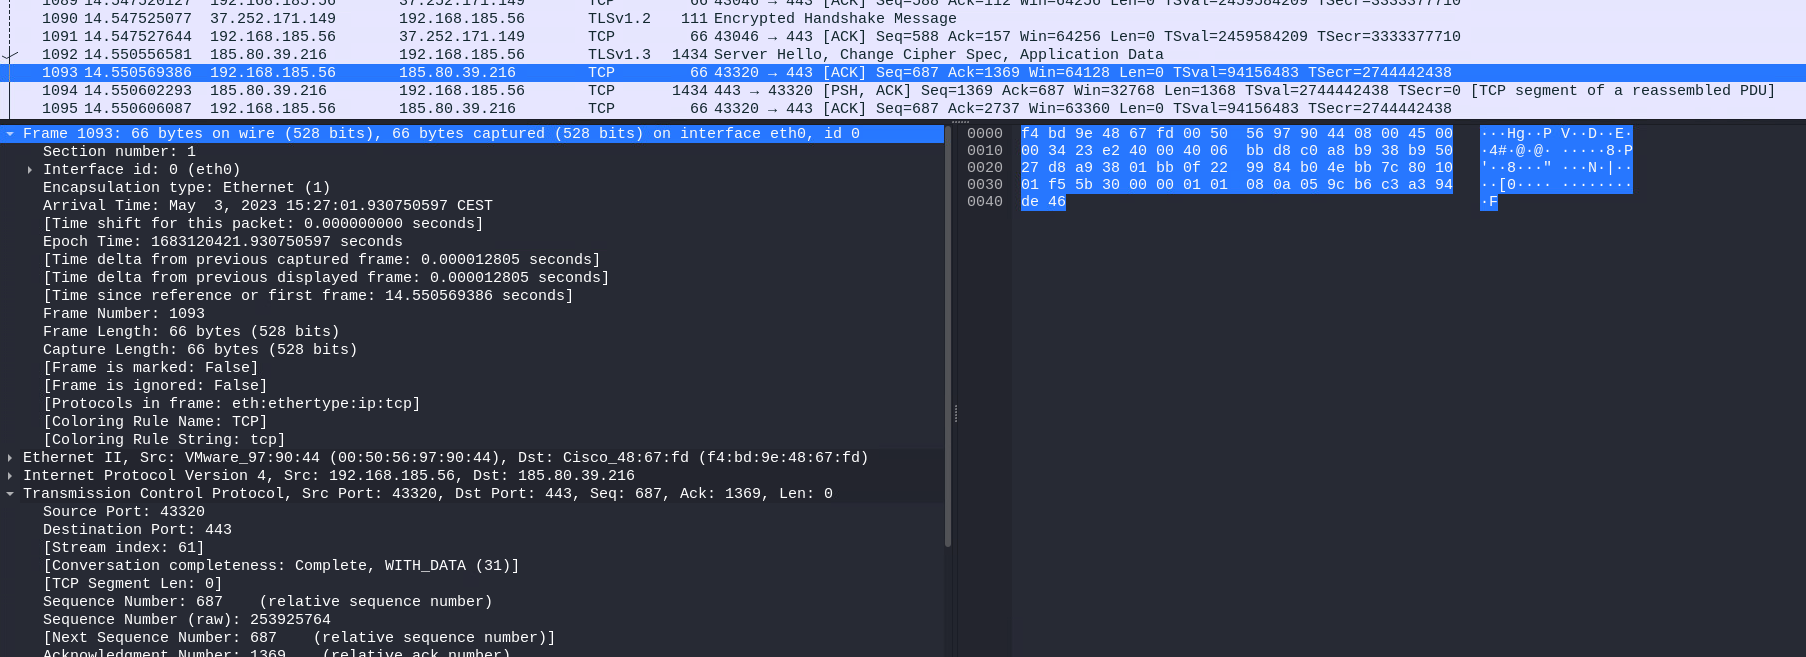 1089 14.547520127 192.168.185.56 37.252.171.149 TCP 66 43046 → 443 [ACK] Seq=588 Ack=112 Win=64256 Len=0 TSval=2459584209 TSecr=3333377710
1090 14.547525077 37.252.171.149 192.168.185.56 TLSv1.2 111 Encrypted Handshake Message
1091 14.547527644 192.168.185.56 37.252.171.149 TCP 66 43046 → 443 [ACK] Seq=588 Ack=157 Win=64256 Len=0 TSval=2459584209 TSecr=3333377710
1092 14.550556581 185.80.39.216 192.168.185.56 TLSv1.3 1434 Server Hello, Change Cipher Spec, Application Data
1093 14.550569386 192.168.185.56 185.80.39.216 TCP 66 43320 → 443 [ACK] Seq=687 Ack=1369 Win=64128 Len=0 TSval=94156483 TSecr=2744442438
1094 14.550602293 185.80.39.216 192.168.185.56 TCP 1434 443 → 43320 [PSH, ACK] Seq=1369 Ack=687 Win=32768 Len=1368 TSval=2744442438 TSecr=0 [TCP segment of a reassembled PDU]
1095 14.550606087 192.168.185.56 185.80.39.216 TCP 66 43320 → 443 [ACK] Seq=687 Ack=2737 Win=63360 Len=0 TSval=94156483 TSecr=2744442438
Frame 1093: 66 bytes on wire (528 bits), 66 bytes captured (528 bits) on interface eth0, id 0
Section number: 1
Interface id: 0 (eth0)
Encapsulation type: Ethernet (1)
Arrival Time: May  3, 2023 15:27:01.930750597 CEST
[Time shift for this packet: 0.000000000 seconds]
Epoch Time: 1683120421.930750597 seconds
[Time delta from previous captured frame: 0.000012805 seconds]
[Time delta from previous displayed frame: 0.000012805 seconds]
[Time since reference or first frame: 14.550569386 seconds]
Frame Number: 1093
Frame Length: 66 bytes (528 bits)
Capture Length: 66 bytes (528 bits)
[Frame is marked: False]
[Frame is ignored: False]
[Protocols in frame: eth:ethertype:ip:tcp]
[Coloring Rule Name: TCP]
[Coloring Rule String: tcp]
Ethernet II, Src: VMware_97:90:44 (00:50:56:97:90:44), Dst: Cisco_48:67:fd (f4:bd:9e:48:67:fd)
Internet Protocol Version 4, Src: 192.168.185.56, Dst: 185.80.39.216
Transmission Control Protocol, Src Port: 43320, Dst Port: 443, Seq: 687, Ack: 1369, Len: 0
Source Port: 43320
Destination Port: 443
[Stream index: 61]
[Conversation completeness: Complete, WITH_DATA (31)]
[TCP Segment Len: 0]
Sequence Number: 687    (relative sequence number)
Sequence Number (raw): 253925764
[Next Sequence Number: 687    (relative sequence number)]
Acknowledgment Number: 1369    (relative ack number)
0000 f4 bd 9e 48 67 fd 00 50  56 97 90 44 08 00 45 00 ···Hg··P V··D··E·
0010 00 34 23 e2 40 00 40 06  bb d8 c0 a8 b9 38 b9 50 ·4#·@·@· ·····8·P
0020 27 d8 a9 38 01 bb 0f 22  99 84 b0 4e bb 7c 80 10 '··8···" ···N·|··
0030 01 f5 5b 30 00 00 01 01  08 0a 05 9c b6 c3 a3 94 ··[0···· ········
0040 de 46 ·F